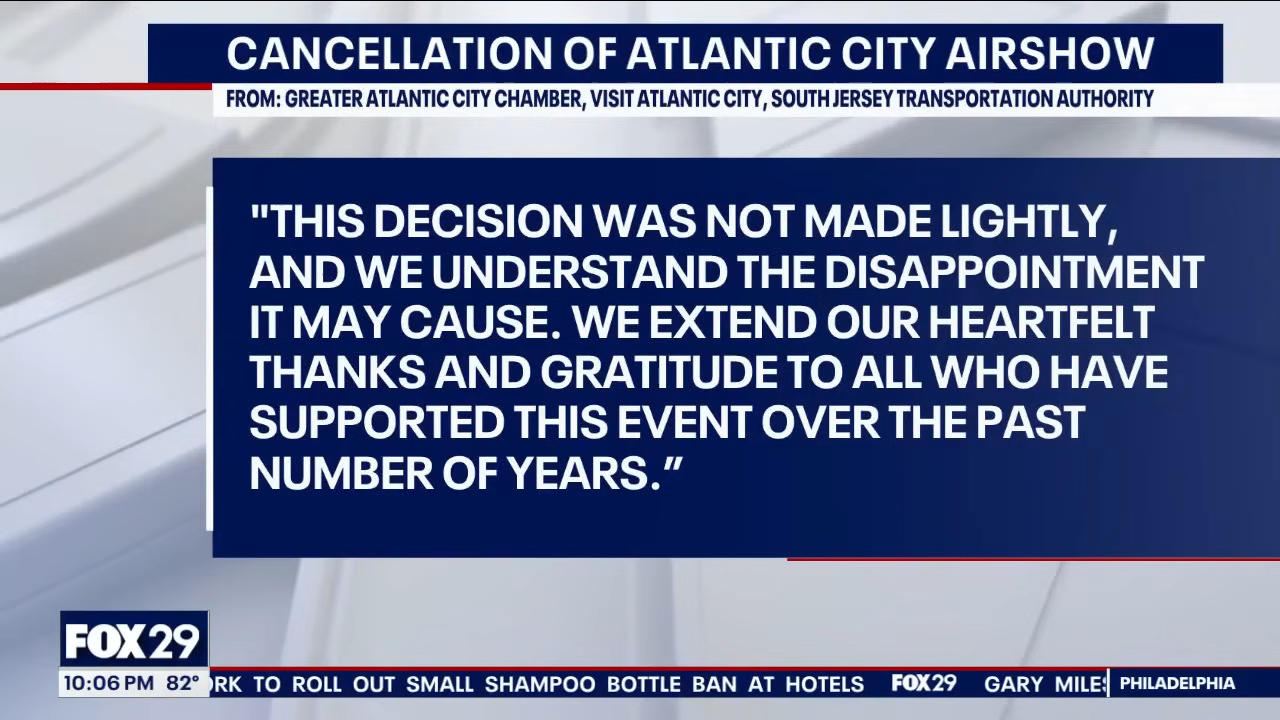 CANCELLATION OF ATLANTIC CITY AIRSHOW
FROM: GREATER ATLANTIC CITY CHAMBER, VISIT ATLANTIC CITY, SOUTH JERSEY TRANSPORTATION AUTHORITY
"THIS DECISION WAS NOT MADE LIGHTLY,
AND WE UNDERSTAND THE DISAPPOINTMENT
IT MAY CAUSE. WE EXTEND OUR HEARTFELT
THANKS AND GRATITUDE TO ALL WHO HAVE
SUPPORTED THIS EVENT OVER THE PAST
NUMBER OF YEARS.”
FOX29
10:06 PM 82° TO ROLL OUT SMALL SHAMPOO BOTTLE BAN AT HOTELS FOX29 GARY PHILADELPHIA